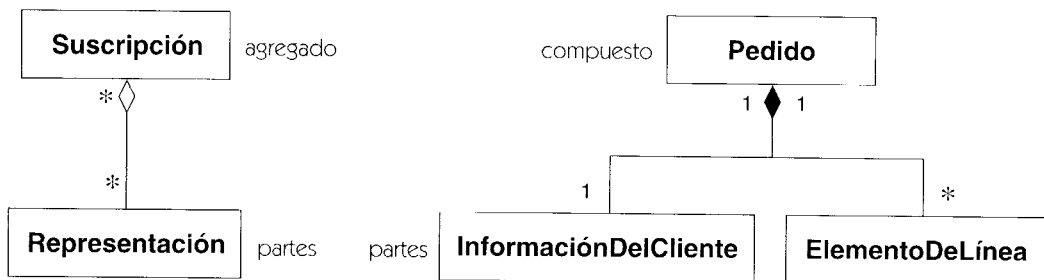 Suscripción agregado
compuesto Pedido
*
1 1
*
1 *
Representación partes
partes InformaciónDelCliente ElementoDeLínea